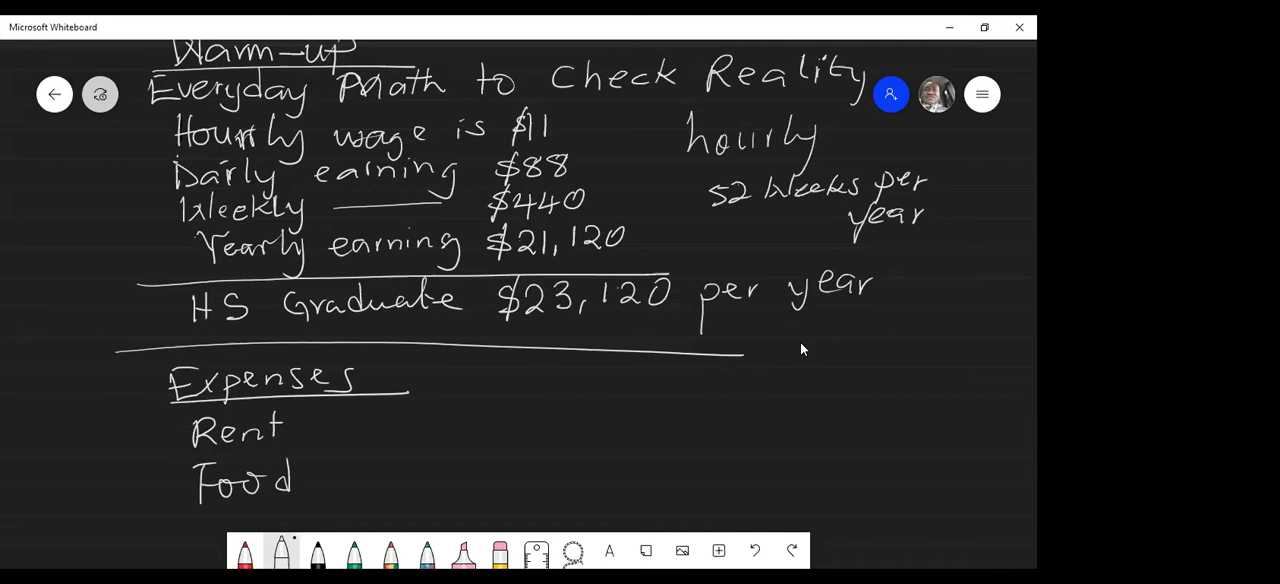 Microsoft Whiteboard
Warm-up
Everyday Math to Check Reality
Hourly wage is $11
hourly
Daily earning $88
52 Weeks per year
Weekly $440
Yearly earning $21,120
HS Graduate $23,120 per year
Expenses
Rent
Food
A